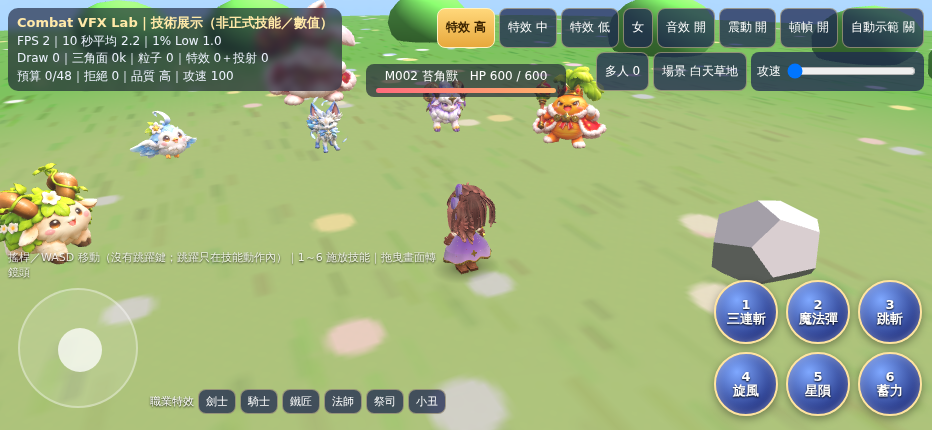 Combat VFX Lab｜技術展示（非正式技能／數值）
FPS 2｜10 秒平均 2.2｜1% Low 1.0
Draw 0｜三角面 0k｜粒子 0｜特效 0＋投射 0
預算 0/48｜拒絕 0｜品質 高｜攻速 100
特效 高
特效 中
特效 低
女
音效 開
震動 開
頓幀 開
自動示範 關
M002 苔角獸 HP 600 / 600
多人 0
場景 白天草地
攻速
搖桿／WASD 移動（沒有跳躍鍵；跳躍只在技能動作內）｜1～6 施放技能｜拖曳畫面轉
鏡頭
1
三連斬
2
魔法彈
3
跳斬
4
旋風
5
星隕
6
蓄力
職業特效
劍士
騎士
鐵匠
法師
祭司
小丑